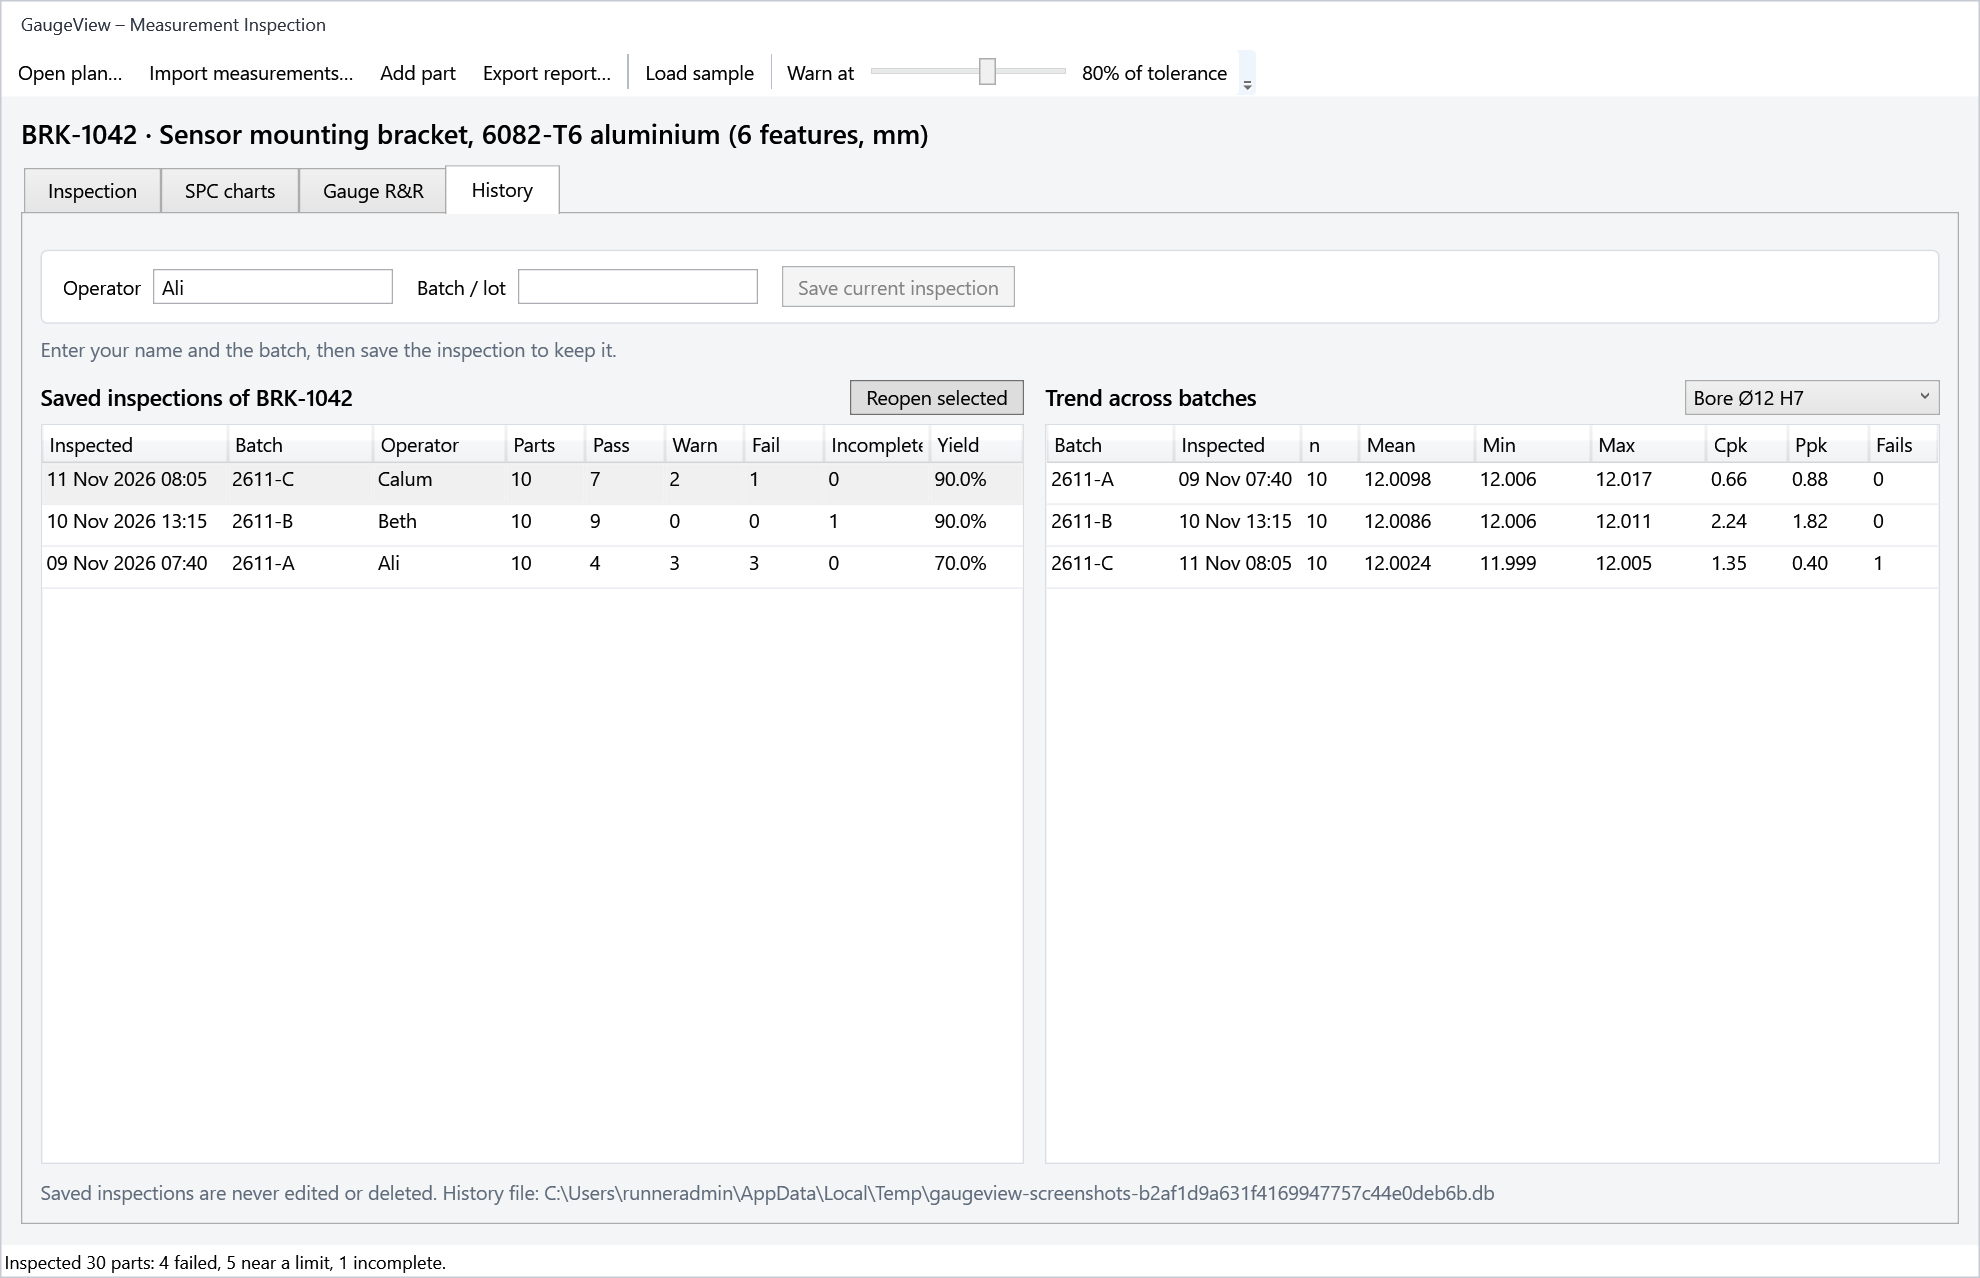 GaugeView – Measurement Inspection
Open plan... Import measurements... Add part Export report... Load sample Warn at 80% of tolerance
BRK-1042 · Sensor mounting bracket, 6082-T6 aluminium (6 features, mm)
Inspection SPC charts Gauge R&R History
Operator Ali Batch / lot Save current inspection
Enter your name and the batch, then save the inspection to keep it.
Saved inspections of BRK-1042 Reopen selected
Inspected Batch Operator Parts Pass Warn Fail Incomplete Yield
11 Nov 2026 08:05 2611-C Calum 10 7 2 1 0 90.0%
10 Nov 2026 13:15 2611-B Beth 10 9 0 0 1 90.0%
09 Nov 2026 07:40 2611-A Ali 10 4 3 3 0 70.0%
Trend across batches Bore Ø12 H7
Batch Inspected n Mean Min Max Cpk Ppk Fails
2611-A 09 Nov 07:40 10 12.0098 12.006 12.017 0.66 0.88 0
2611-B 10 Nov 13:15 10 12.0086 12.006 12.011 2.24 1.82 0
2611-C 11 Nov 08:05 10 12.0024 11.999 12.005 1.35 0.40 1
Saved inspections are never edited or deleted. History file: C:\Users\runneradmin\AppData\Local\Temp\gaugeview-screenshots-b2af1d9a631f4169947757c44e0deb6b.db
Inspected 30 parts: 4 failed, 5 near a limit, 1 incomplete.